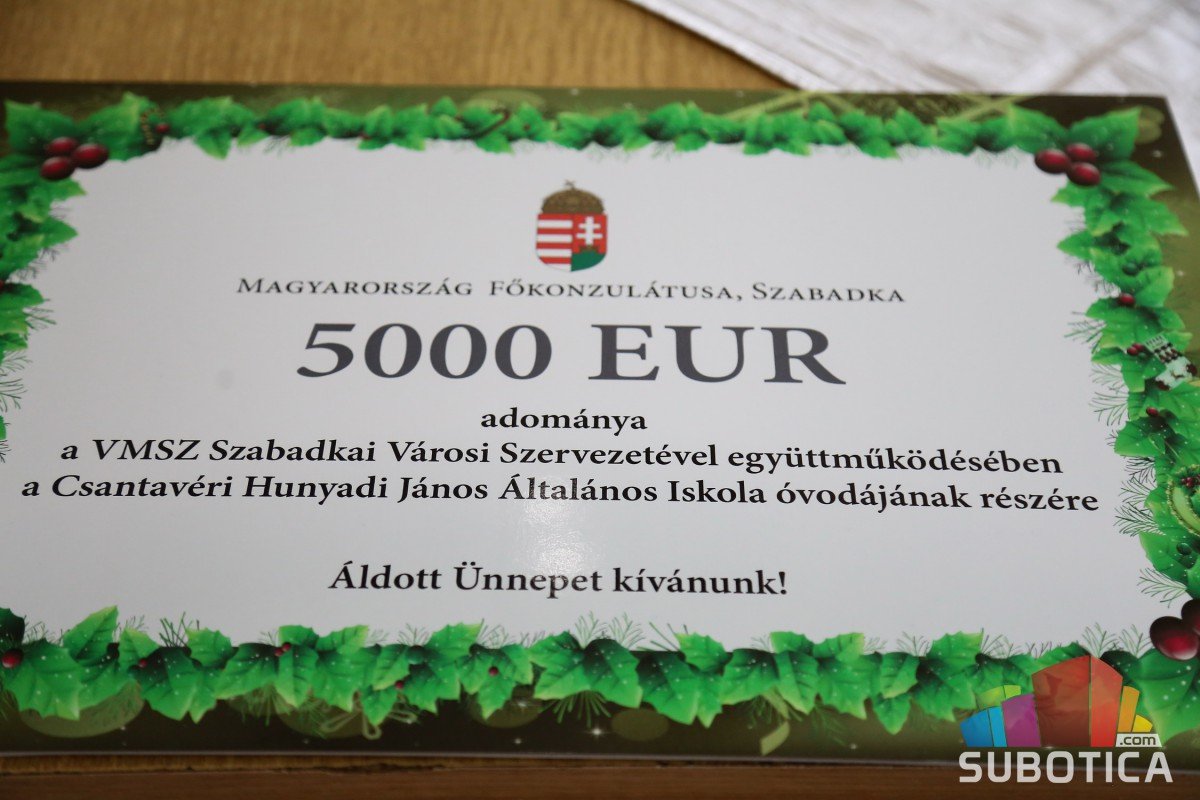 MAGYARORSZÁG FŐKONZULÁTUSA, SZABADKA
5000 EUR
adománya
a VMSZ Szabadkai Városi Szervezetével együttműködésében
a Csantavéri Hunyadi János Általános Iskola óvodájának részére
Áldott Ünnepet kívánunk!
.com
SUBOTICA